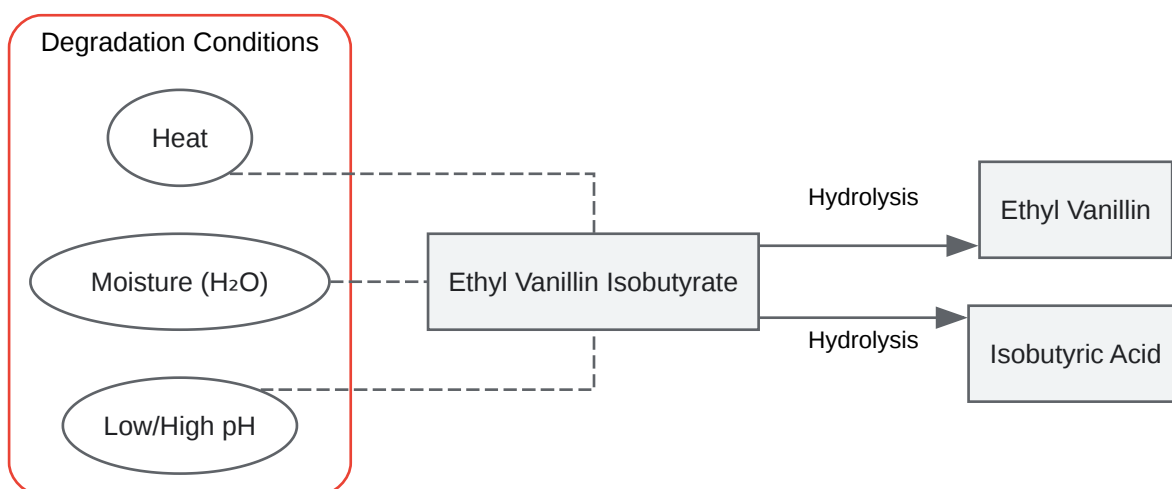 Degradation Conditions
Heat
Moisture (H₂O)
Low/High pH
Ethyl Vanillin Isobutyrate
Hydrolysis
Hydrolysis
Ethyl Vanillin
Isobutyric Acid